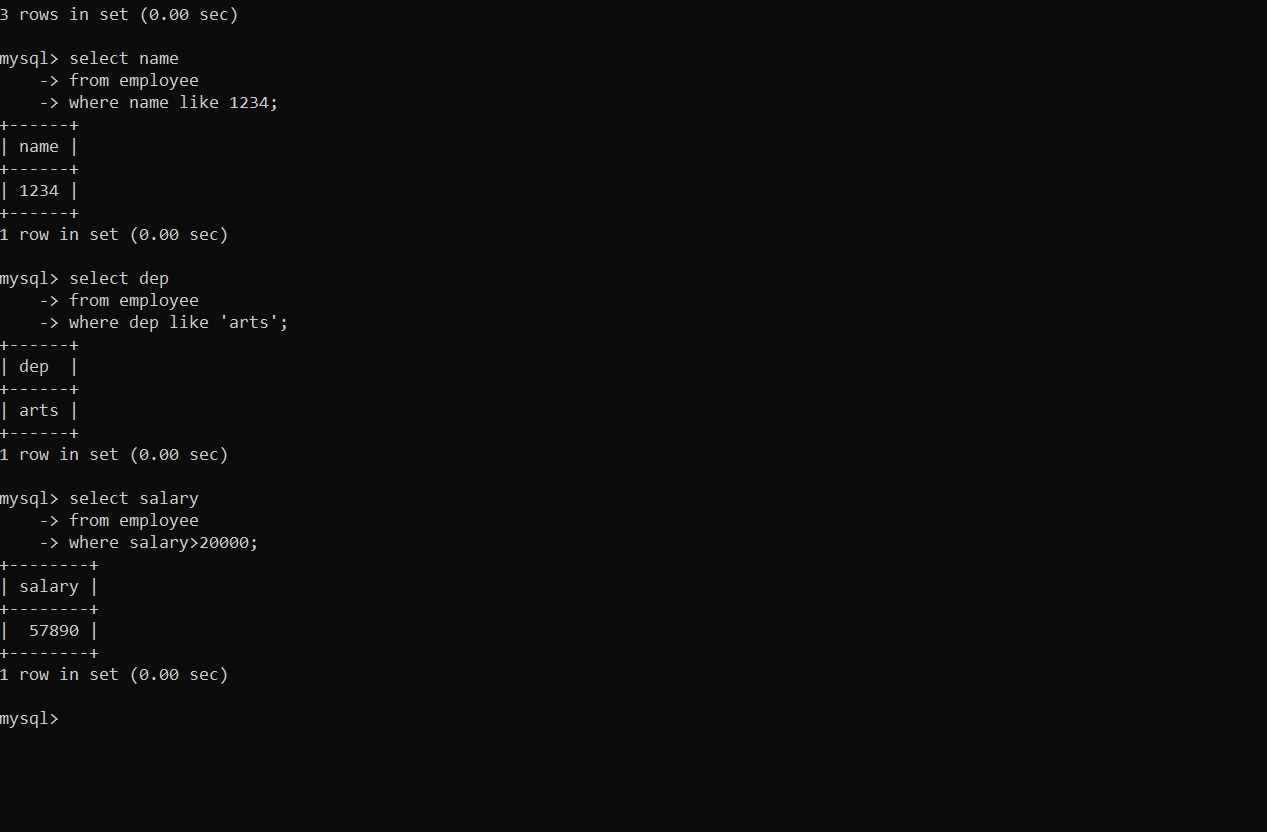 3 rows in set (0.00 sec)
mysql> select name
    -> from employee
    -> where name like 1234;
+------+
| name |
+------+
| 1234 |
+------+
1 row in set (0.00 sec)
mysql> select dep
    -> from employee
    -> where dep like 'arts';
+------+
| dep  |
+------+
| arts |
+------+
1 row in set (0.00 sec)
mysql> select salary
    -> from employee
    -> where salary>20000;
+--------+
| salary |
+--------+
|  57890 |
+--------+
1 row in set (0.00 sec)
mysql>